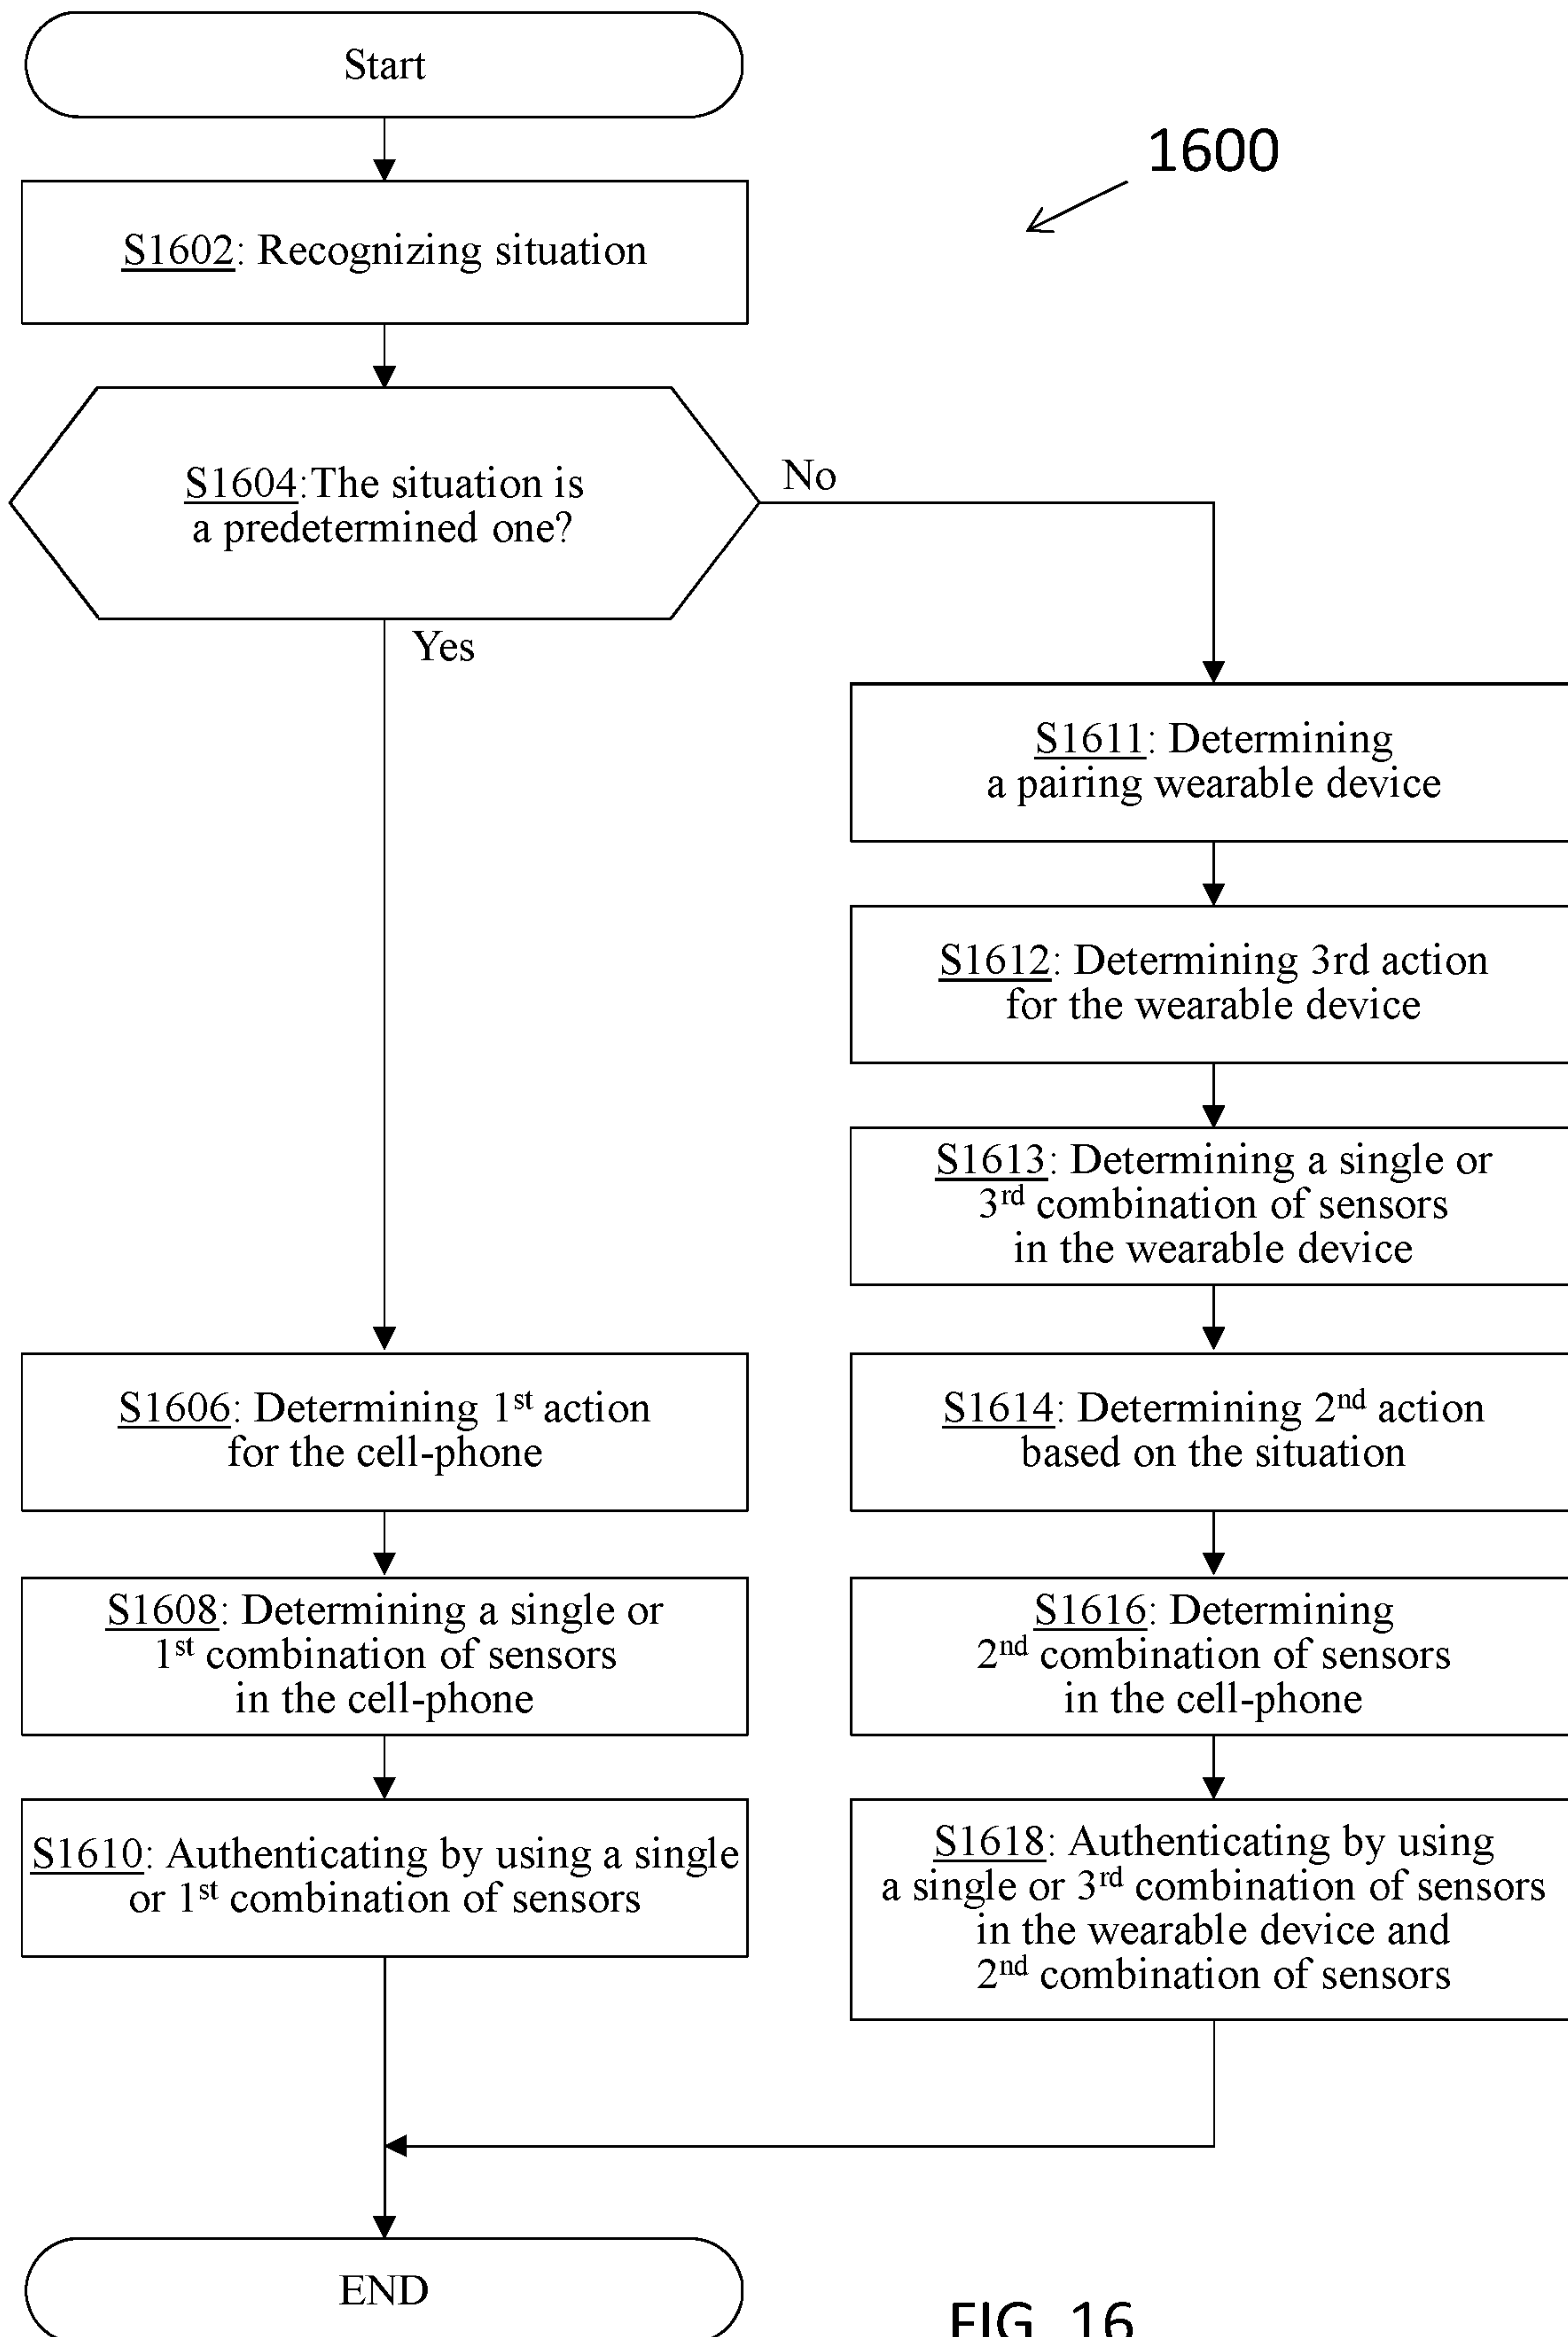 Start
1600
S1602: Recognizing situation
S1604:The situation is
a predetermined one?
No
Yes
S1611: Determining
a pairing wearable device
S1612: Determining 3rd action
for the wearable device
S1613: Determining a single or
3rd combination of sensors
in the wearable device
S1606: Determining 1st action
for the cell-phone
S1614: Determining 2nd action
based on the situation
S1608: Determining a single or
1st combination of sensors
in the cell-phone
S1616: Determining
2nd combination of sensors
in the cell-phone
S1610: Authenticating by using a single
or 1st combination of sensors
S1618: Authenticating by using
a single or 3rd combination of sensors
in the wearable device and
2nd combination of sensors
END
FIG. 16